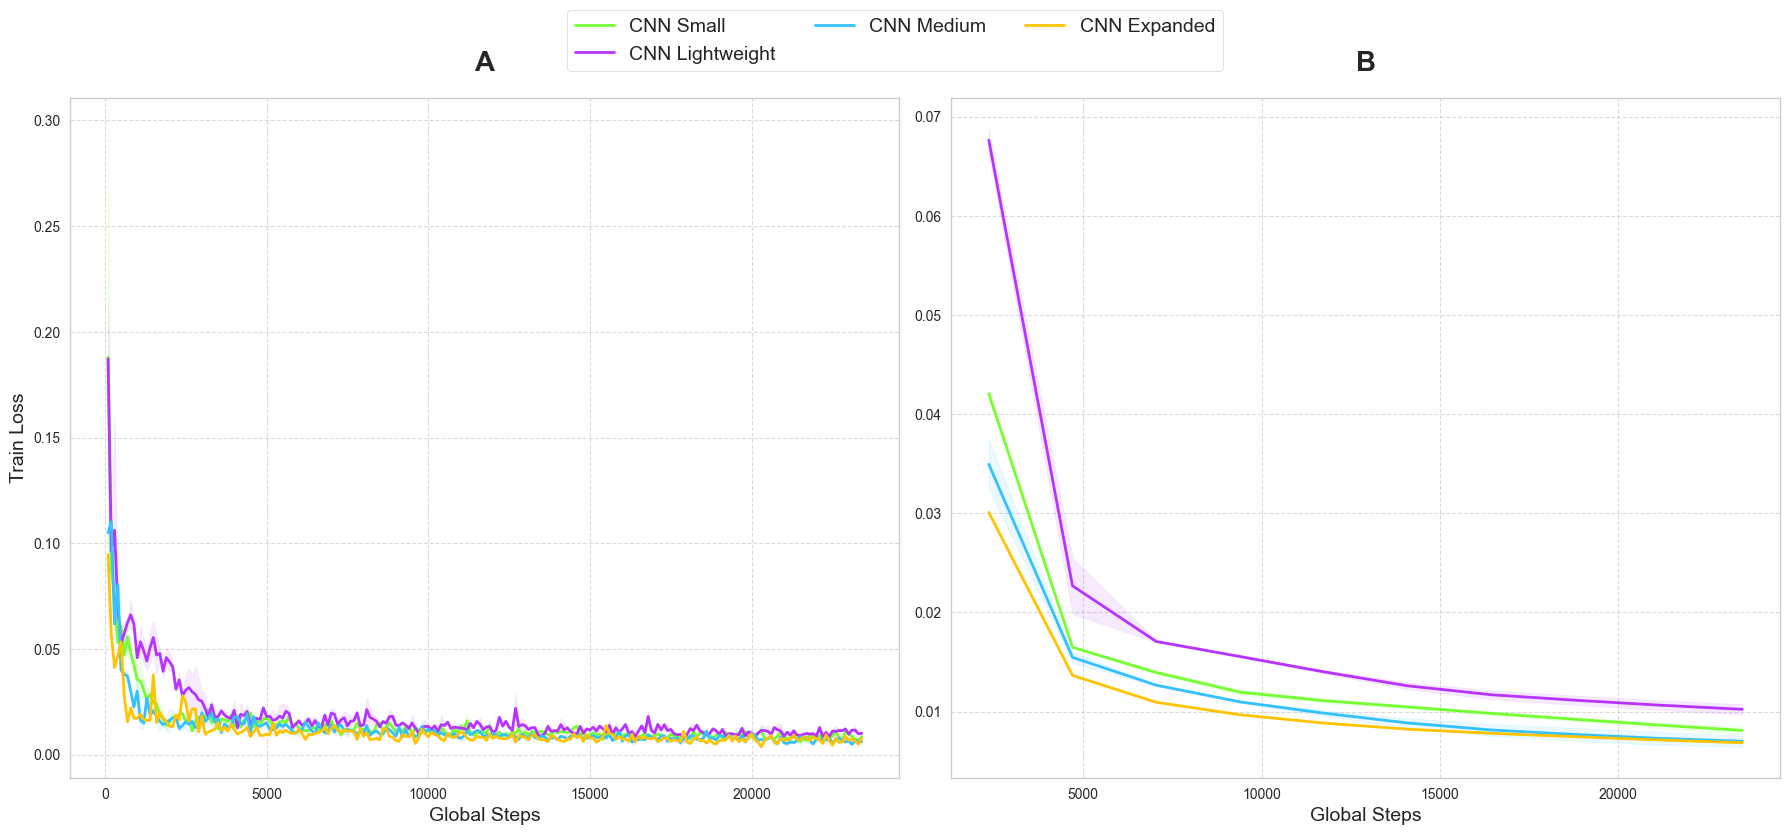 CNN Small CNN Medium CNN Expanded
CNN Lightweight
A
B
0.30
0.25
0.20
0.15
0.10
0.05
0.00
Train Loss
0 5000 10000 15000 20000
Global Steps
0.07
0.06
0.05
0.04
0.03
0.02
0.01
5000 10000 15000 20000
Global Steps